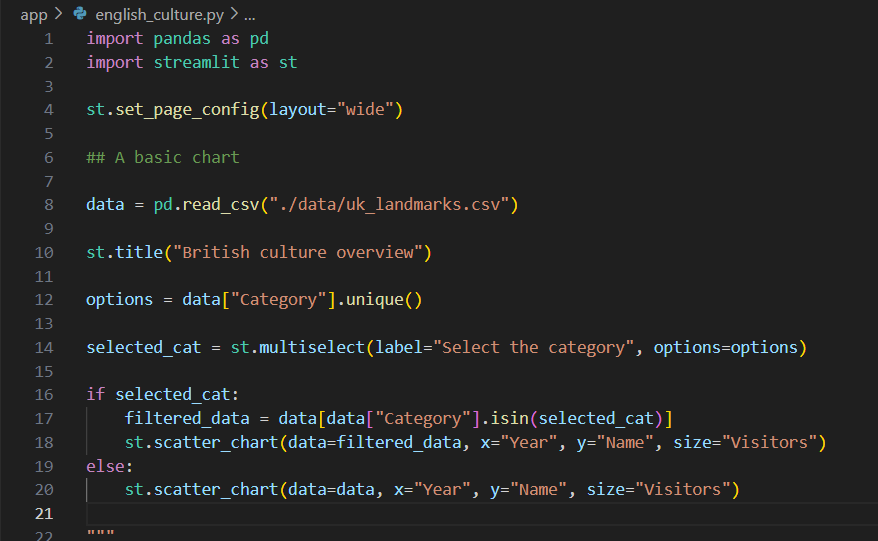 app > english_culture.py > ...
1 import pandas as pd
2 import streamlit as st
3
4 st.set_page_config(layout="wide")
5
6 ## A basic chart
7
8 data = pd.read_csv("./data/uk_landmarks.csv")
9
10 st.title("British culture overview")
11
12 options = data["Category"].unique()
13
14 selected_cat = st.multiselect(label="Select the category", options=options)
15
16 if selected_cat:
17     filtered_data = data[data["Category"].isin(selected_cat)]
18     st.scatter_chart(data=filtered_data, x="Year", y="Name", size="Visitors")
19 else:
20     st.scatter_chart(data=data, x="Year", y="Name", size="Visitors")
21
22 """